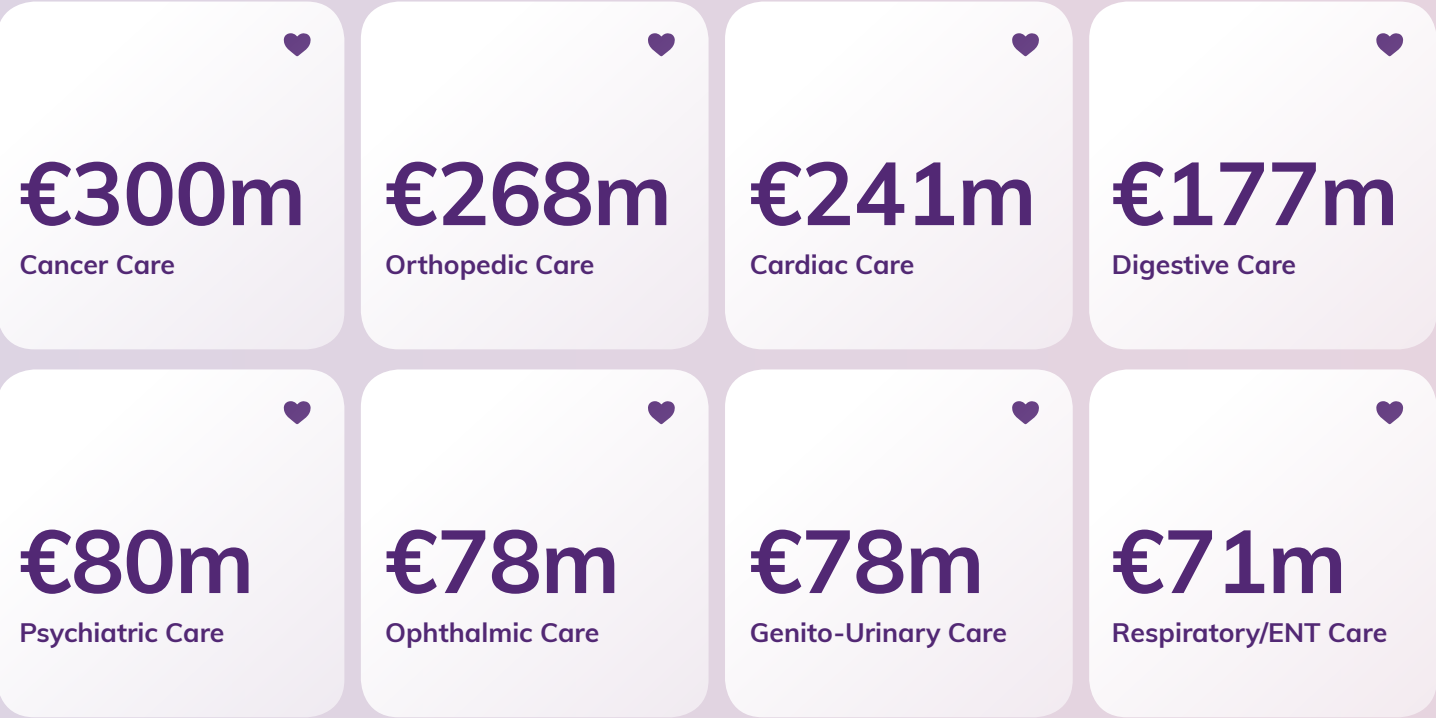 €300m
Cancer Care
€268m
Orthopedic Care
€241m
Cardiac Care
€177m
Digestive Care
€80m
Psychiatric Care
€78m
Ophthalmic Care
€78m
Genito-Urinary Care
€71m
Respiratory/ENT Care